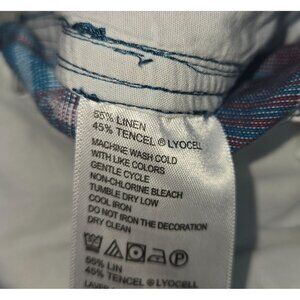 55% LINEN
45% TENCEL ® LYOCELL
MACHINE WASH COLD
WITH LIKE COLORS
GENTLE CYCLE
NON-CHLORINE BLEACH
TUMBLE DRY LOW
COOL IRON
DO NOT IRON THE DECORATION
DRY CLEAN
P
55% LIN
45% TENCEL ® LYOCELL